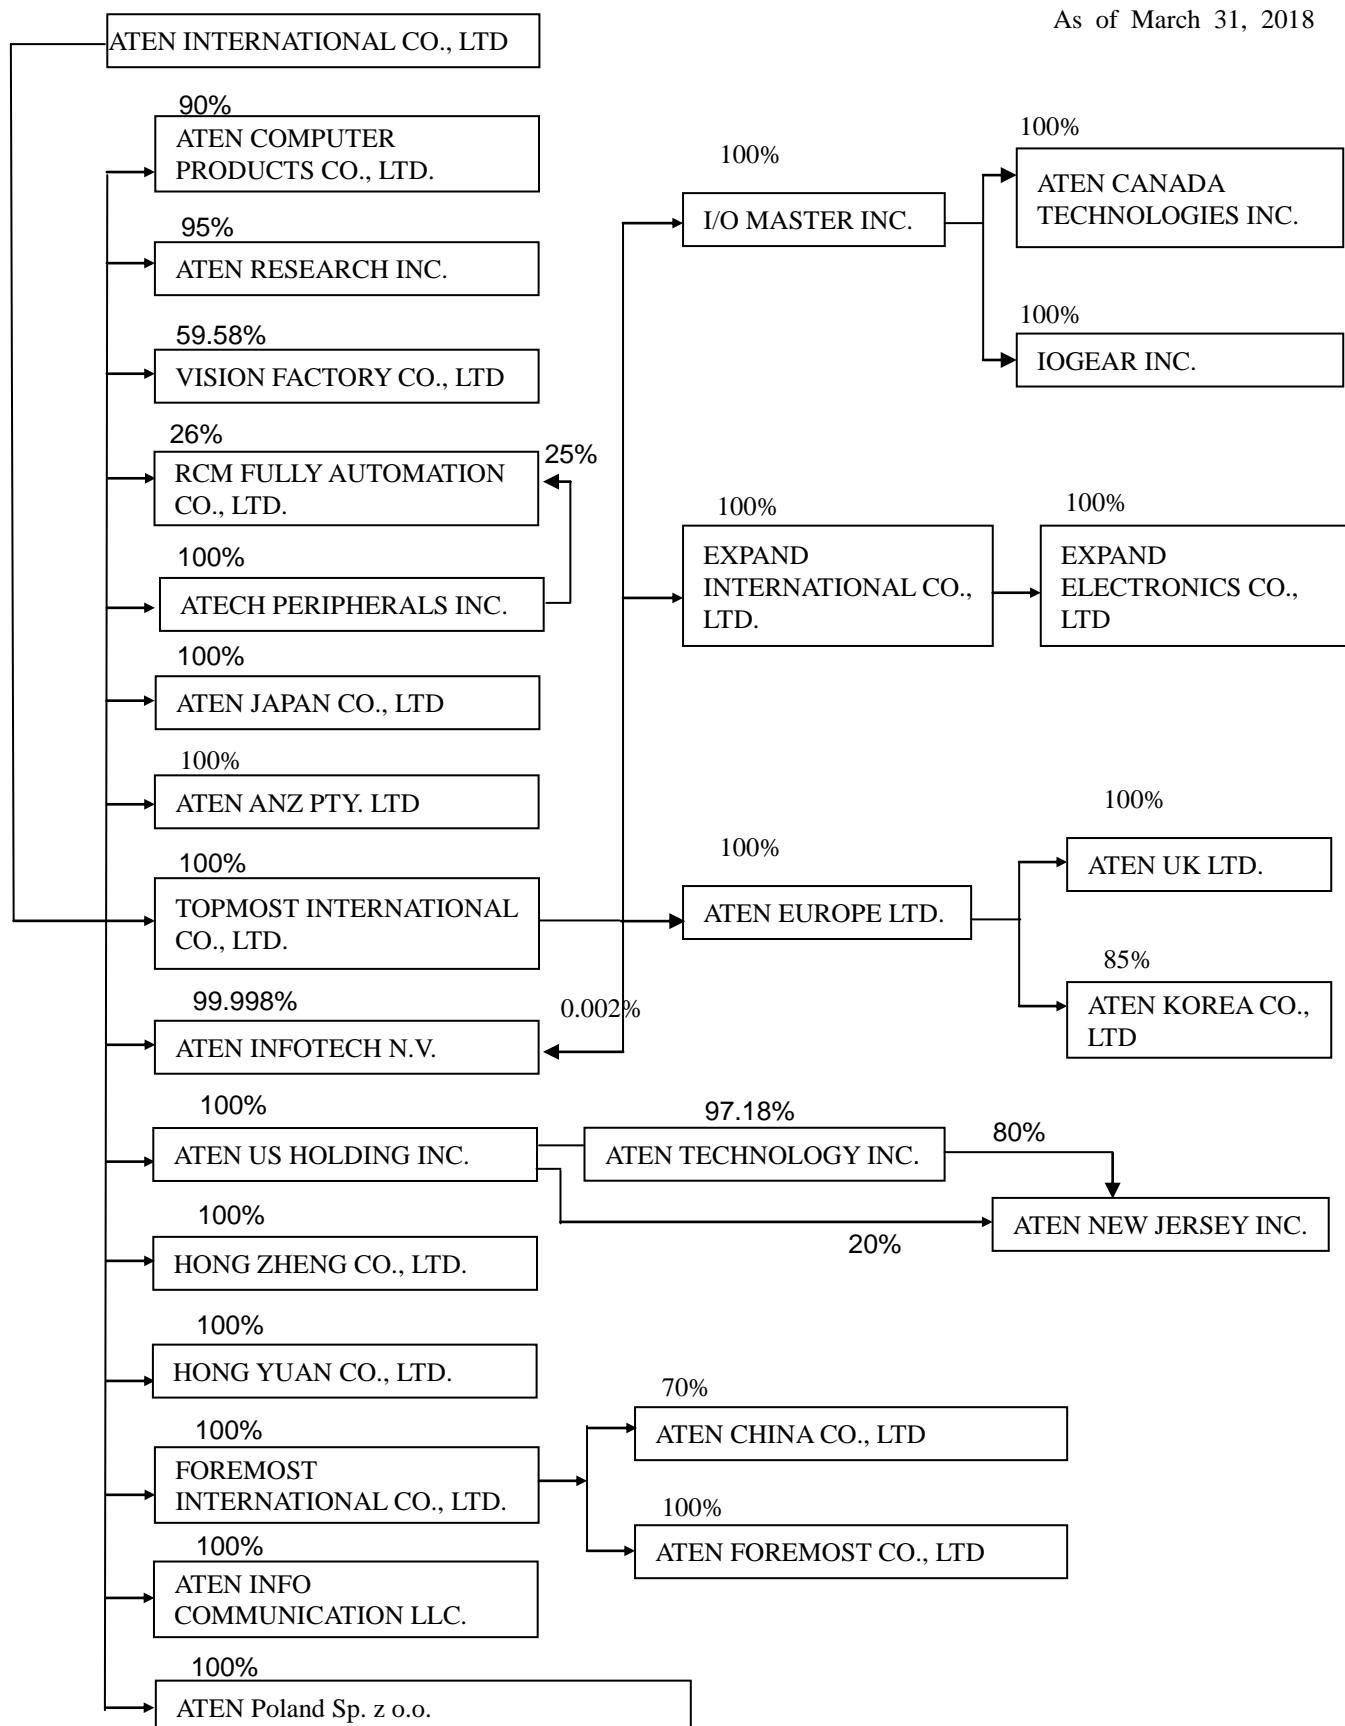 As of March 31, 2018
ATEN INTERNATIONAL CO., LTD
90%
ATEN COMPUTER
PRODUCTS CO., LTD.
95%
ATEN RESEARCH INC.
59.58%
VISION FACTORY CO., LTD
26%
RCM FULLY AUTOMATION
CO., LTD.
25%
100%
ATECH PERIPHERALS INC.
100%
ATEN JAPAN CO., LTD
100%
ATEN ANZ PTY. LTD
100%
TOPMOST INTERNATIONAL
CO., LTD.
99.998%
ATEN INFOTECH N.V.
0.002%
100%
ATEN US HOLDING INC.
100%
HONG ZHENG CO., LTD.
100%
HONG YUAN CO., LTD.
100%
FOREMOST
INTERNATIONAL CO., LTD.
100%
ATEN INFO
COMMUNICATION LLC.
100%
ATEN Poland Sp. z o.o.
100%
I/O MASTER INC.
100%
ATEN CANADA
TECHNOLOGIES INC.
100%
IOGEAR INC.
100%
EXPAND
INTERNATIONAL CO.,
LTD.
100%
EXPAND
ELECTRONICS CO.,
LTD
100%
ATEN EUROPE LTD.
100%
ATEN UK LTD.
85%
ATEN KOREA CO.,
LTD
97.18%
ATEN TECHNOLOGY INC.
80%
ATEN NEW JERSEY INC.
20%
70%
ATEN CHINA CO., LTD
100%
ATEN FOREMOST CO., LTD